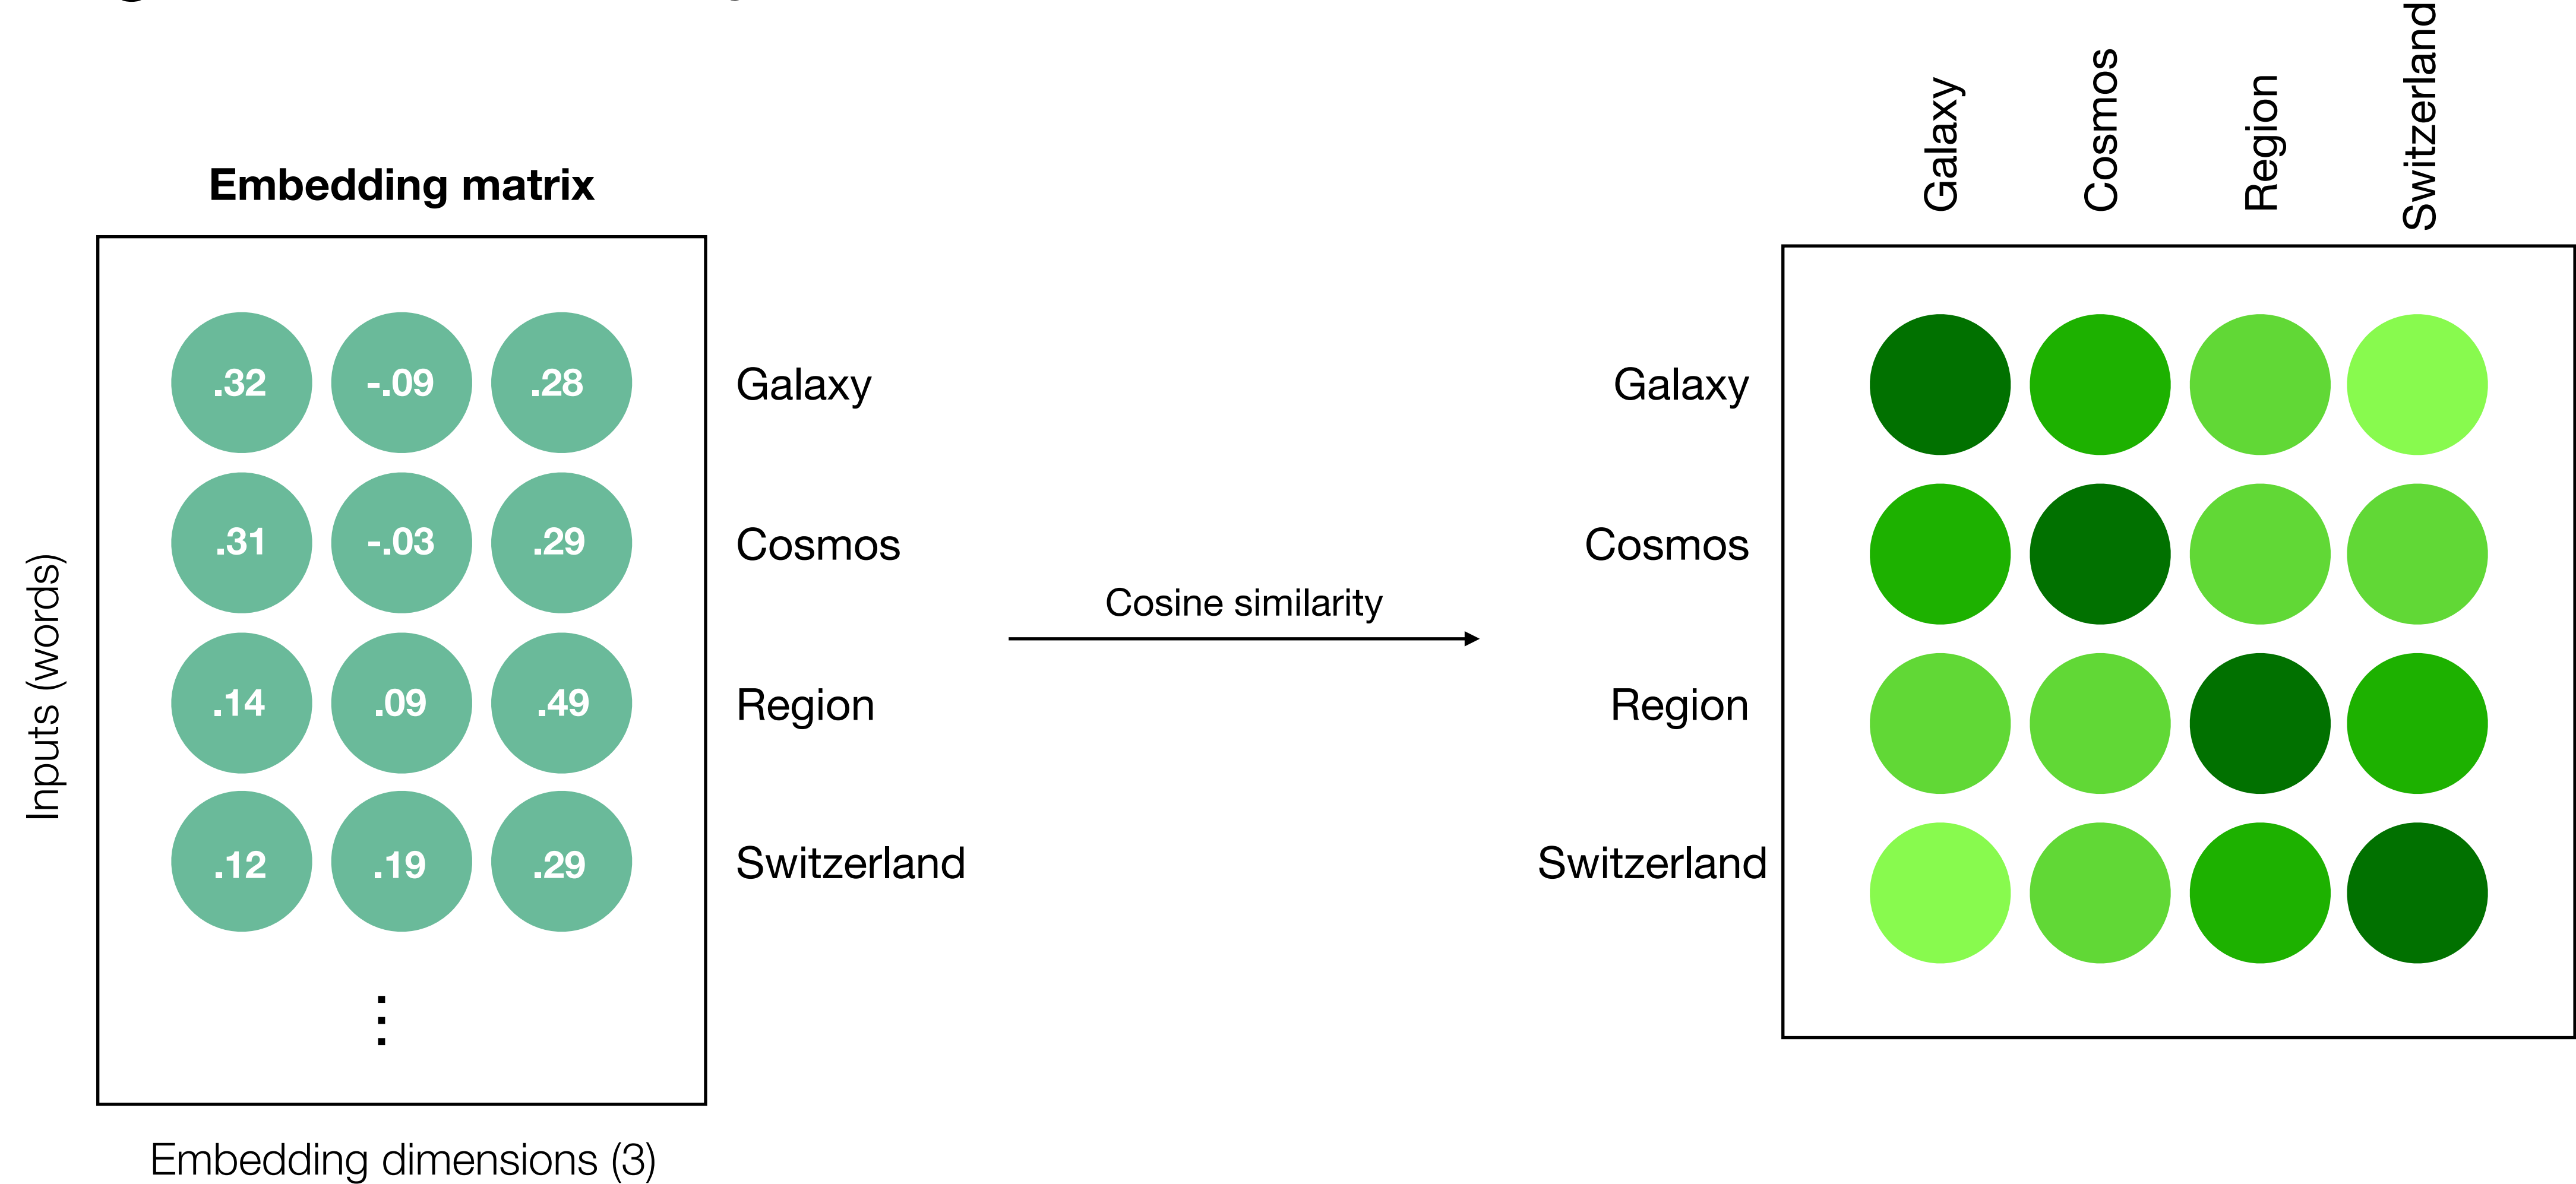 Embedding matrix
Inputs (words)
.32 -.09 .28 Galaxy
.31 -.03 .29 Cosmos
.14 .09 .49 Region
.12 .19 .29 Switzerland
⋮
Embedding dimensions (3)
Cosine similarity
Galaxy
Cosmos
Region
Switzerland
Galaxy
Cosmos
Region
Switzerland